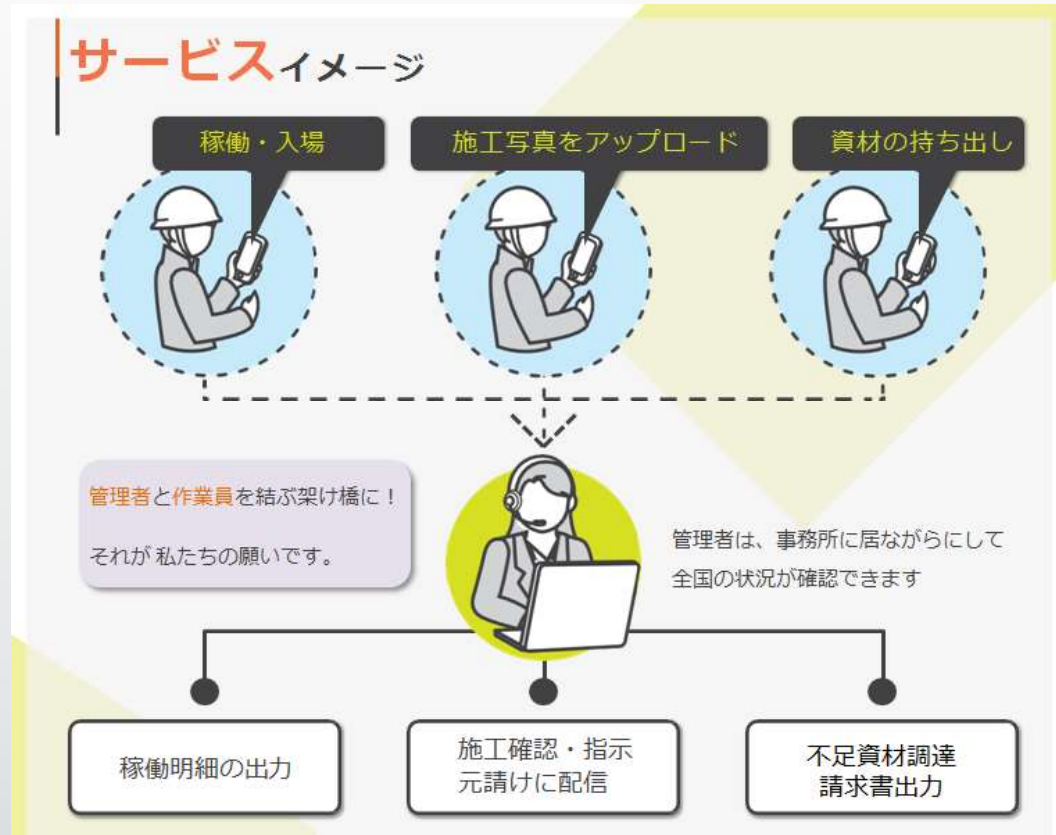 サービスイメージ
稼働・入場
施工写真をアップロード
資材の持ち出し
管理者と作業員を結ぶ架け橋に！
それが 私たちの願いです。
管理者は、事務所に居ながらにして
全国の状況が確認できます
稼働明細の出力
施工確認・指示
元請けに配信
不足資材調達
請求書出力